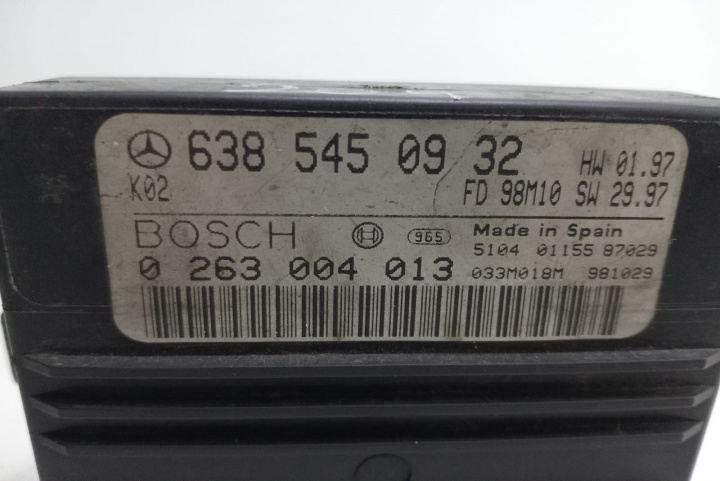 638 545 09 32 HW 01.97
K02 FD 98M10 SW 29.97
BOSCH 965 Made in Spain
5104 01155 87029
0 263 004 013 033M018M 981029